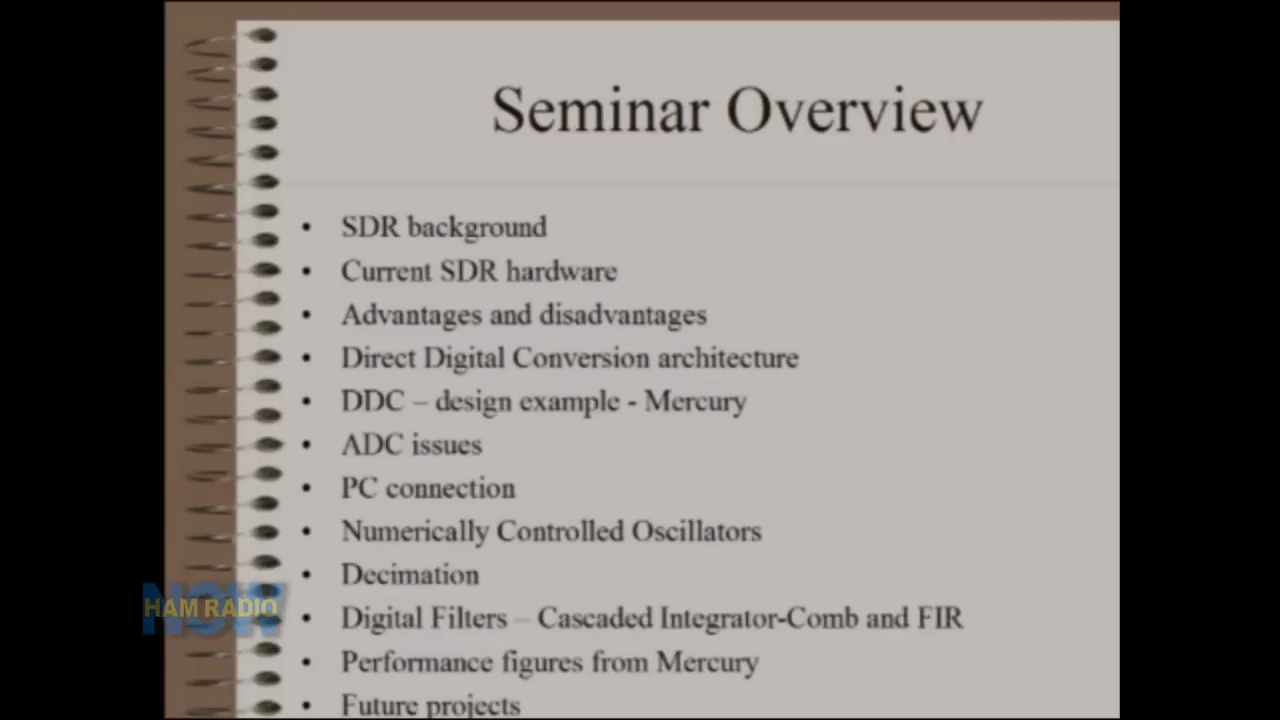 Seminar Overview
• SDR background
• Current SDR hardware
• Advantages and disadvantages
• Direct Digital Conversion architecture
• DDC – design example - Mercury
• ADC issues
• PC connection
• Numerically Controlled Oscillators
• Decimation
• Digital Filters – Cascaded Integrator-Comb and FIR
• Performance figures from Mercury
• Future projects
HAM RADIO
NOW